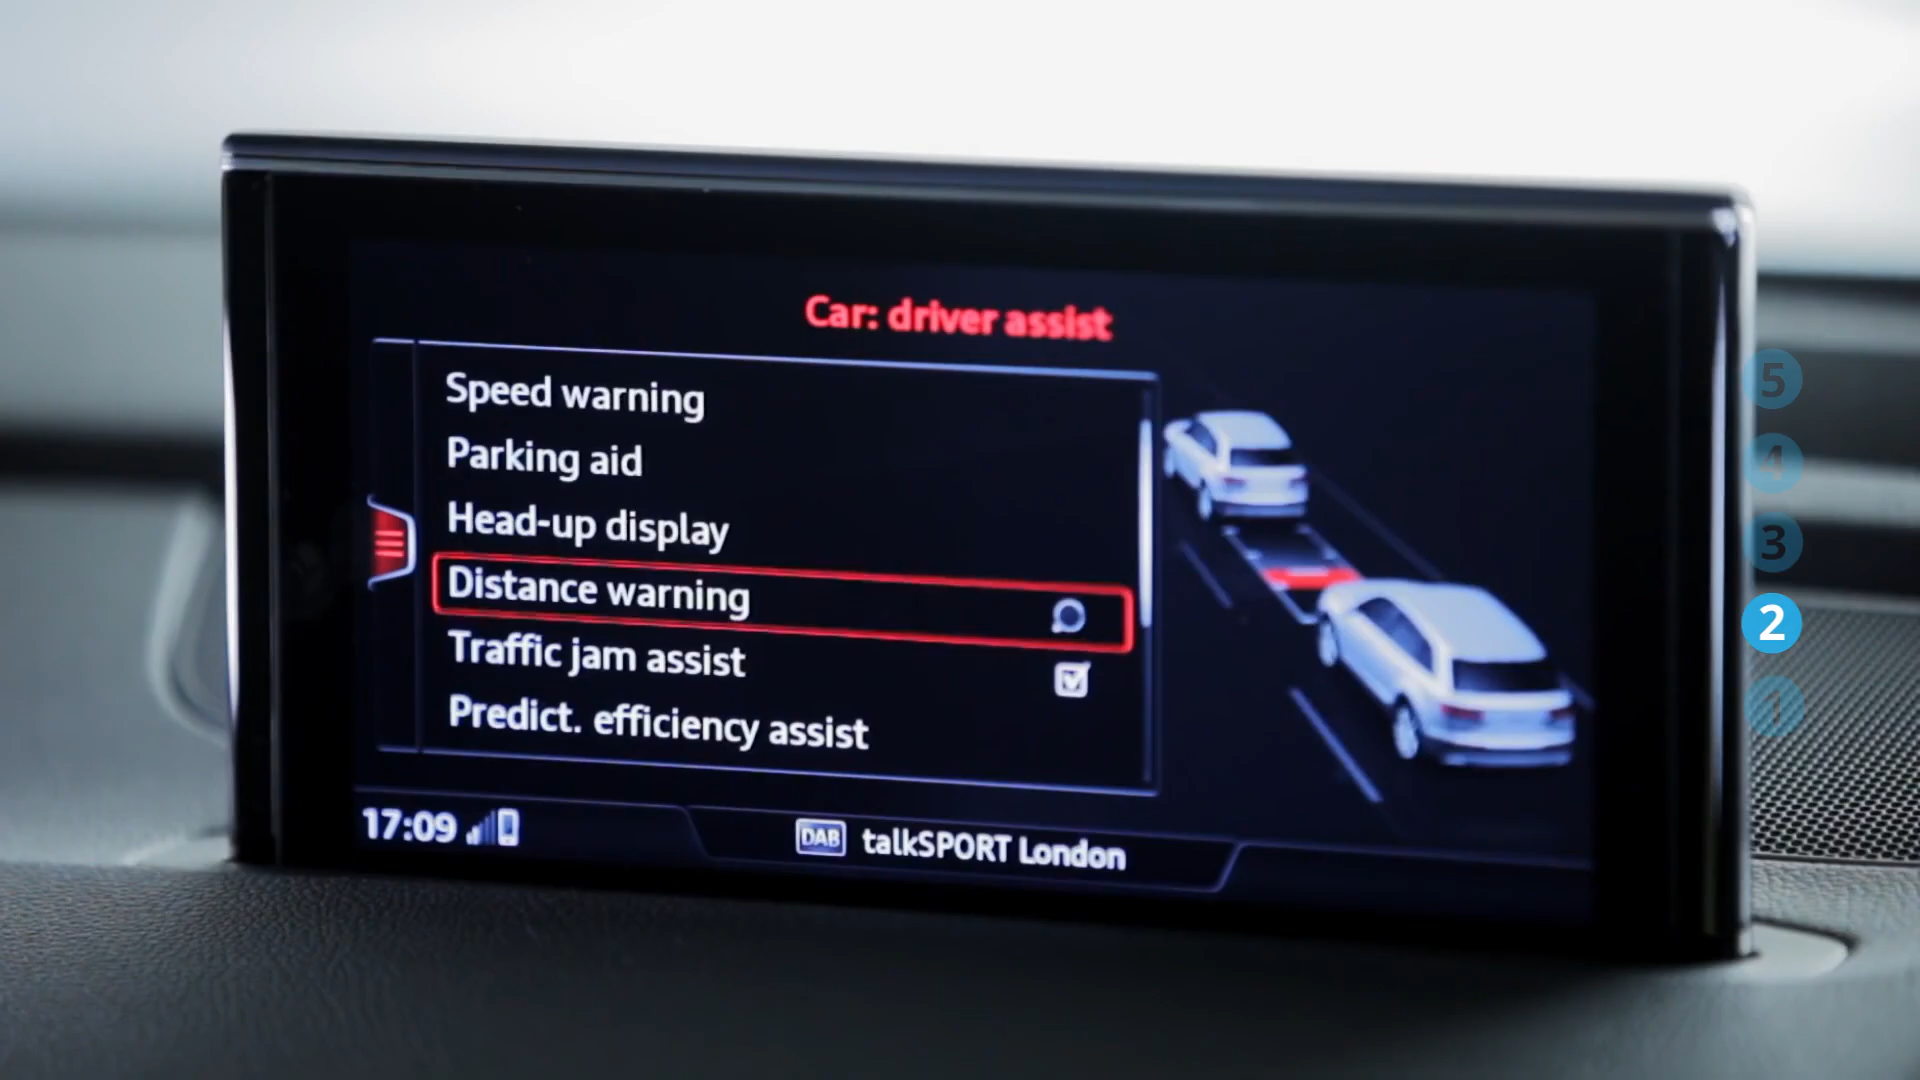 Car: driver assist
Speed warning
Parking aid
Head-up display
Distance warning
Traffic jam assist
Predict. efficiency assist
17:09
DAB talkSPORT London
5
4
3
2
1